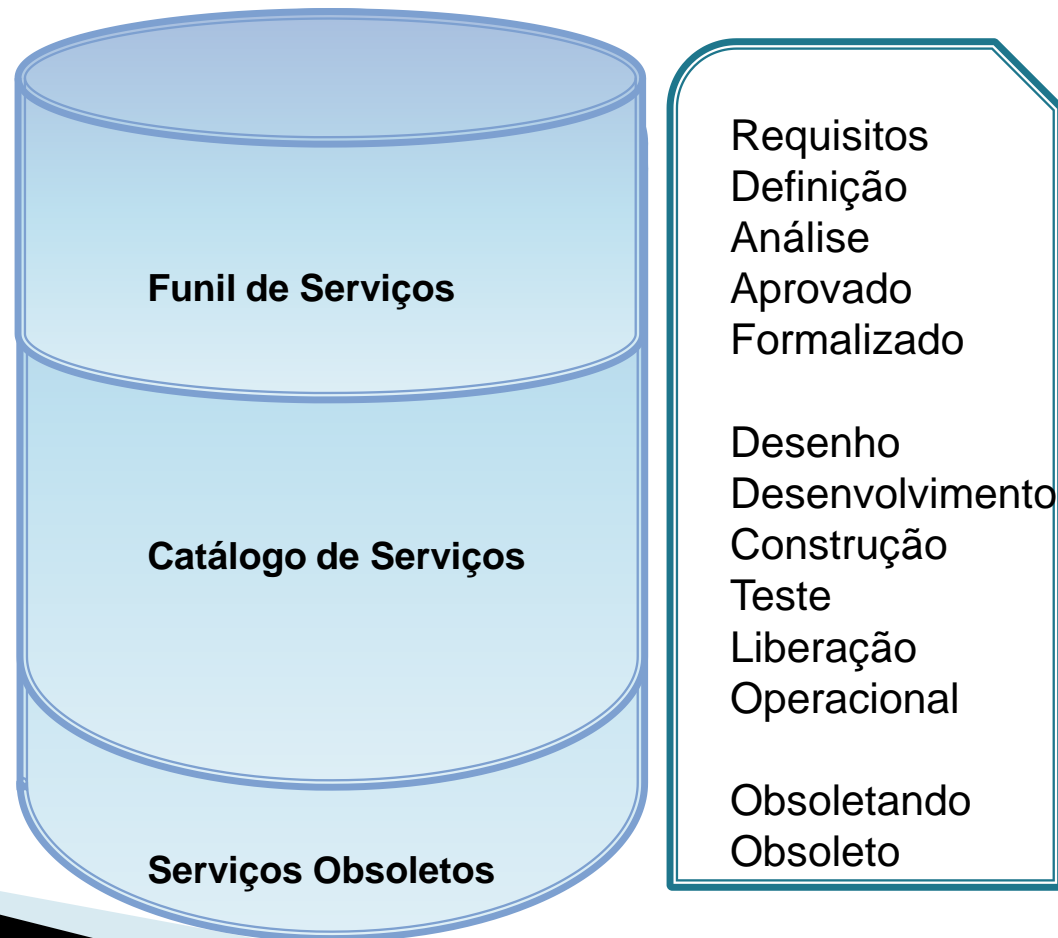 Funil de Serviços
Catálogo de Serviços
Serviços Obsoletos
Requisitos
Definição
Análise
Aprovado
Formalizado
Desenho
Desenvolvimento
Construção
Teste
Liberação
Operacional
Obsoletando
Obsoleto